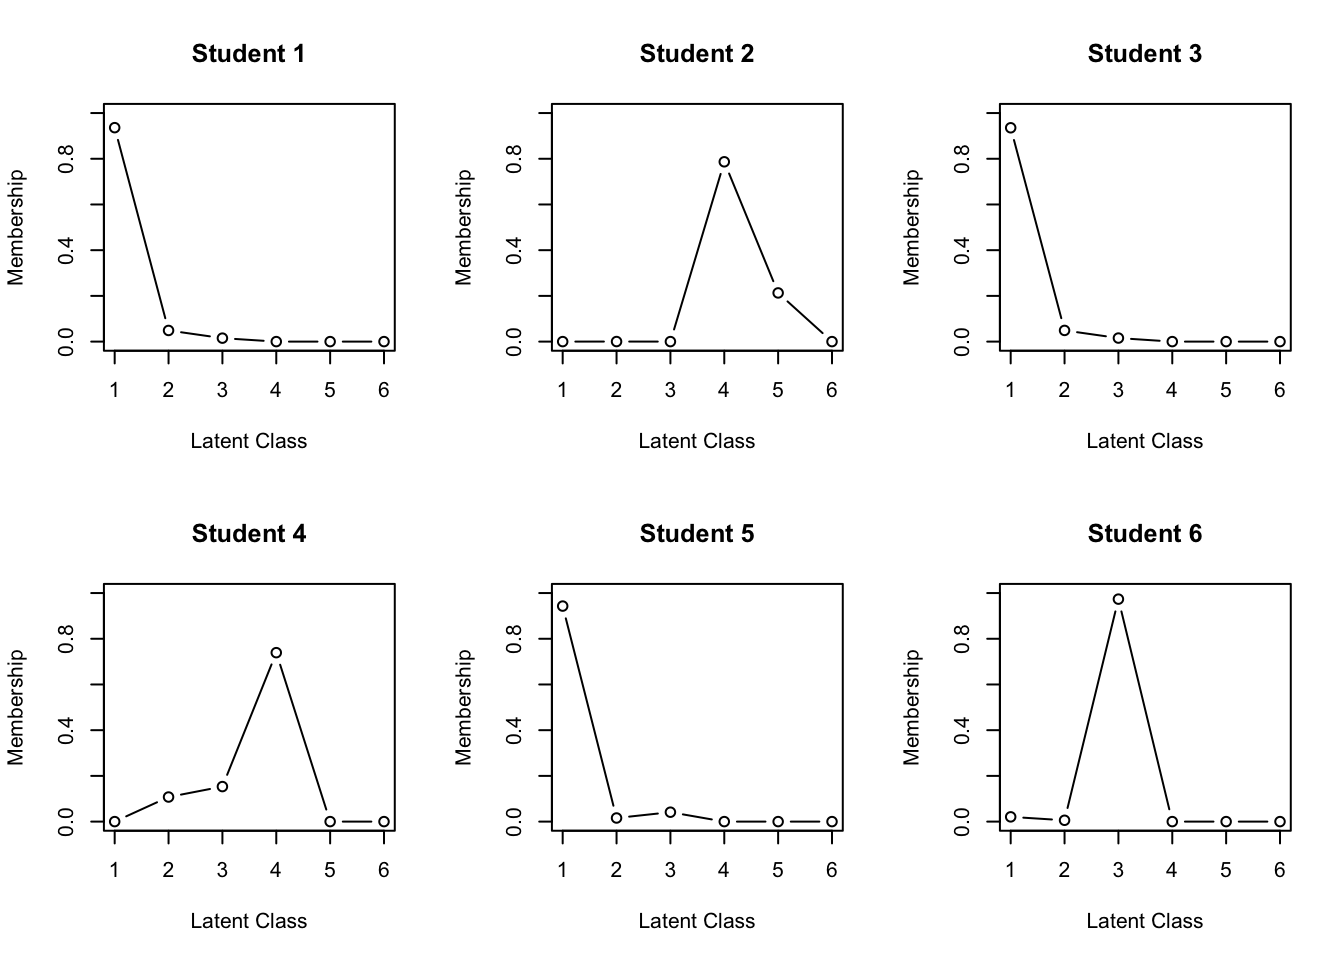 Student 1
Membership
0.0 0.4 0.8
1 2 3 4 5 6
Latent Class
Student 2
Membership
0.0 0.4 0.8
1 2 3 4 5 6
Latent Class
Student 3
Membership
0.0 0.4 0.8
1 2 3 4 5 6
Latent Class
Student 4
Membership
0.0 0.4 0.8
1 2 3 4 5 6
Latent Class
Student 5
Membership
0.0 0.4 0.8
1 2 3 4 5 6
Latent Class
Student 6
Membership
0.0 0.4 0.8
1 2 3 4 5 6
Latent Class